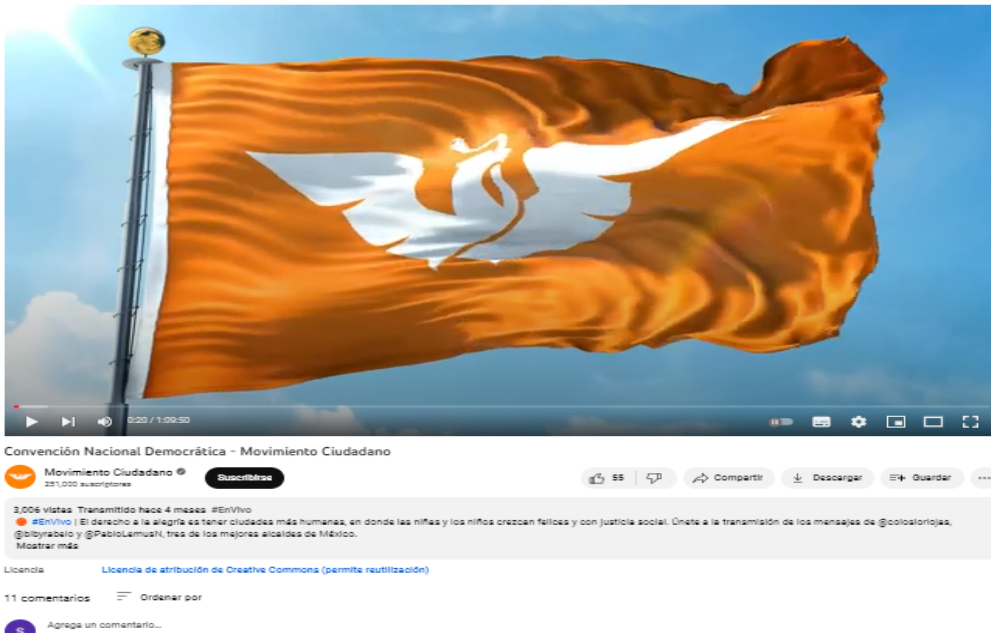 0:20 / 1:09:50
Convención Nacional Democrática - Movimiento Ciudadano
Movimiento Ciudadano
251,000 suscriptores
Suscribirse
55
Compartir
Descargar
Guardar
3,006 vistas Transmitido hace 4 meses #EnVivo
#EnVivo | El derecho a la alegría es tener ciudades más humanas, en donde las niñas y los niños crezcan felices y con justicia social. Únete a la transmisión de los mensajes de @colosioriojas,
@bibyrabelo y @PabloLemusN, tres de los mejores alcaldes de México.
Mostrar más
Licencia Licencia de atribución de Creative Commons (permite reutilización)
11 comentarios Ordenar por
S Agrega un comentario...